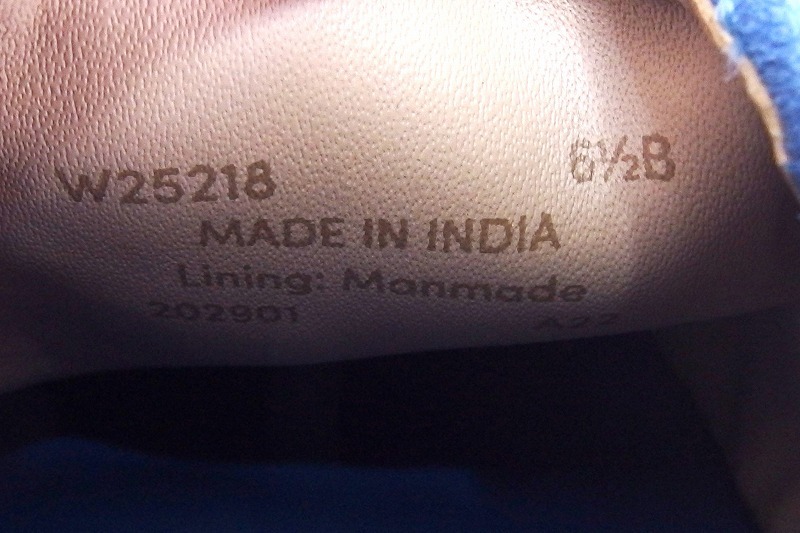 W25218 6½B
MADE IN INDIA
Lining: Manmade
202901 A22